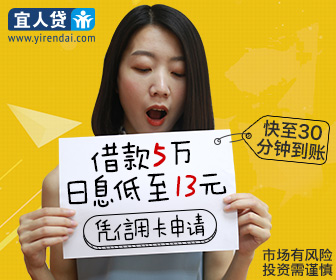 宜人贷
www.yirendai.com
快至30
分钟到账
借款5万
日息低至13元
凭信用卡申请
市场有风险
投资需谨慎